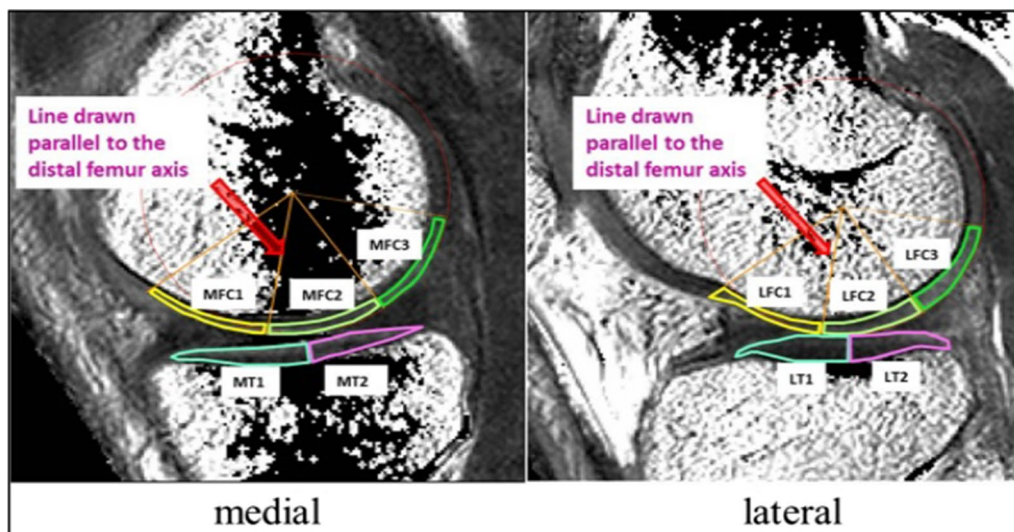 Line drawn
parallel to the
distal femur axis
MFC3
MFC1
MFC2
MT1
MT2
medial
Line drawn
parallel to the
distal femur axis
LFC3
LFC1
LFC2
LT1
LT2
lateral